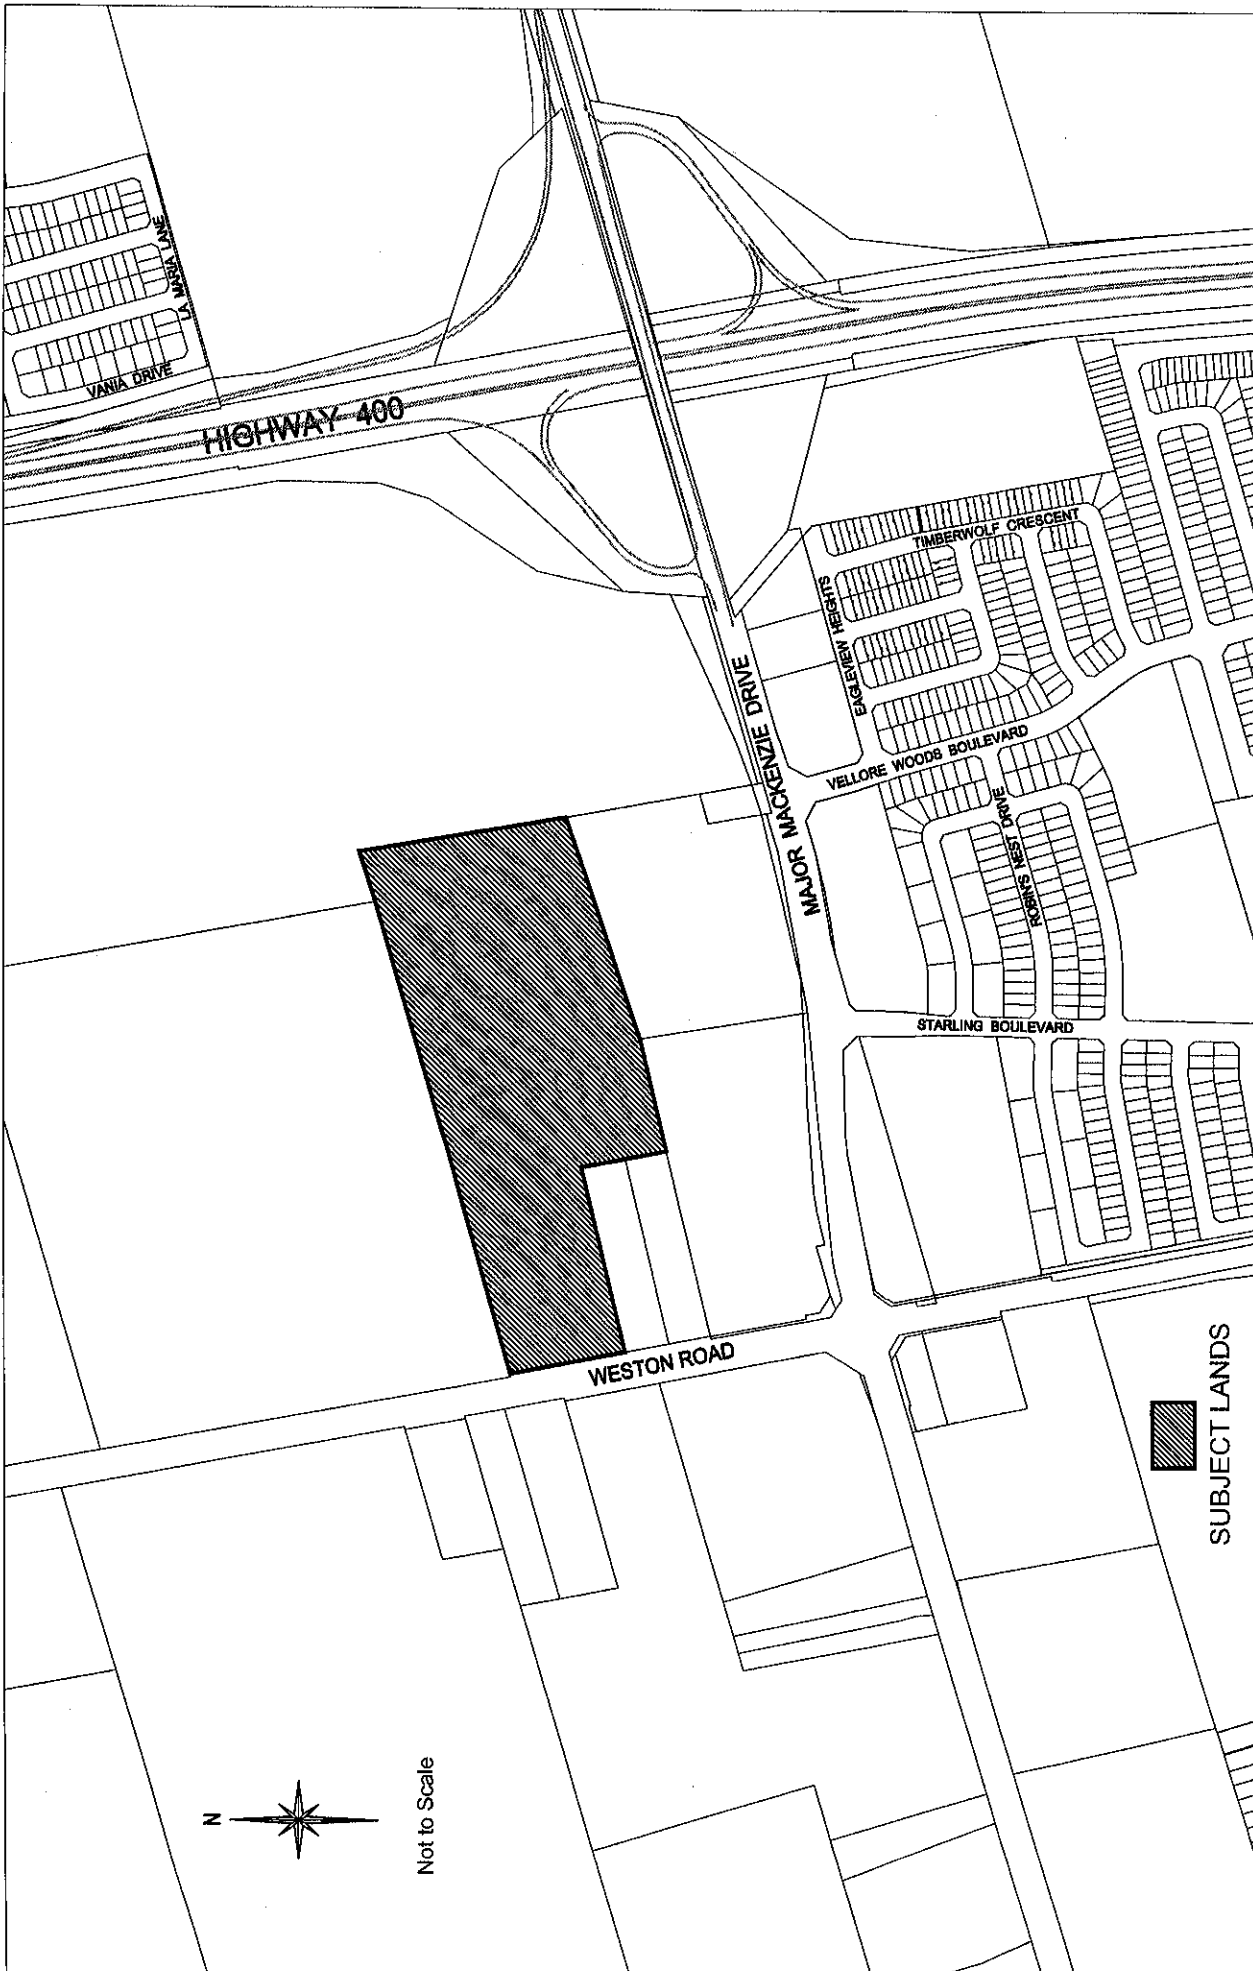 LA MARIA LANE
VANIA DRIVE
HIGHWAY 400
TIMBERWOLF CRESCENT
EAGLEVIEW HEIGHTS
MAJOR MACKENZIE DRIVE
VELLORE WOODS BOULEVARD
ROBIN'S NEST DRIVE
STARLING BOULEVARD
WESTON ROAD
SUBJECT LANDS
N
Not to Scale